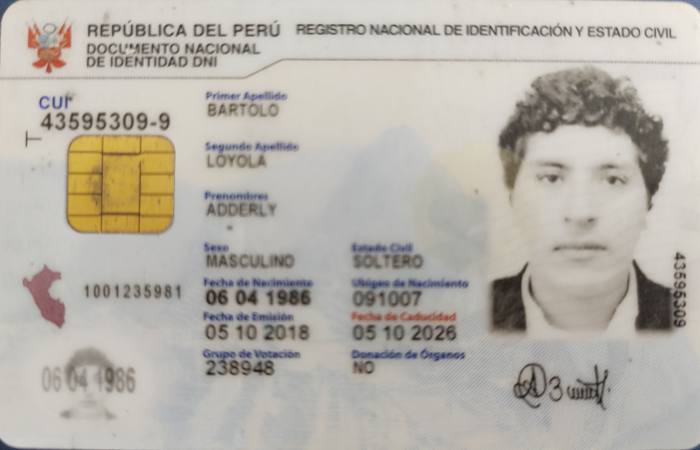 REPÚBLICA DEL PERÚ REGISTRO NACIONAL DE IDENTIFICACIÓN Y ESTADO CIVIL
DOCUMENTO NACIONAL
DE IDENTIDAD DNI
CUI
43595309-9
Primer Apellido
BARTOLO
Segundo Apellido
LOYOLA
Prenombres
ADDERLY
Sexo Estado Civil
MASCULINO SOLTERO
Fecha de Nacimiento Ubigeo de Nacimiento
06 04 1986 091007
Fecha de Emisión Fecha de Caducidad
05 10 2018 05 10 2026
Grupo de Votación Donación de Órganos
238948 NO
1001235981
06 04 1986
43595309